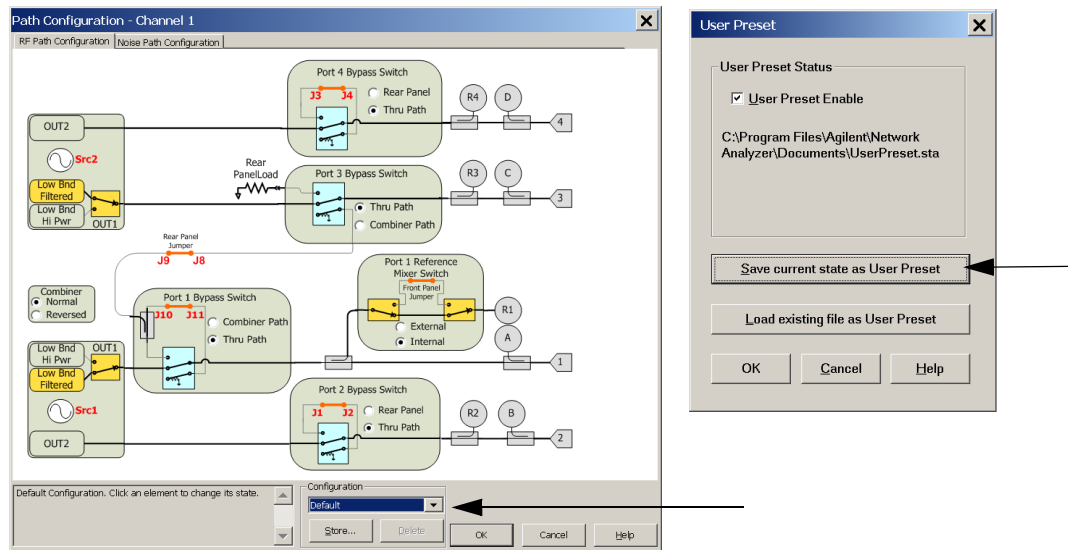 Path Configuration - Channel 1
RF Path Configuration
Noise Path Configuration
Port 4 Bypass Switch
J3
J4
Rear Panel
Thru Path
R4
D
4
OUT2
Src2
Low Bnd
Filtered
Low Bnd
Hi Pwr
OUT1
Rear
PanelLoad
Port 3 Bypass Switch
Thru Path
Combiner Path
R3
C
3
Rear Panel
Jumper
J9
J8
Port 1 Reference
Mixer Switch
Front Panel
Jumper
External
Internal
R1
A
1
Combiner
Normal
Reversed
Port 1 Bypass Switch
J10
J11
Combiner Path
Thru Path
Low Bnd
Hi Pwr
OUT1
Low Bnd
Filtered
Src1
OUT2
Port 2 Bypass Switch
J1
J2
Rear Panel
Thru Path
R2
B
2
Default Configuration. Click an element to change its state.
Configuration
Default
Store...
Delete
OK
Cancel
Help
User Preset
User Preset Status
User Preset Enable
C:\Program Files\Agilent\Network
Analyzer\Documents\UserPreset.sta
Save current state as User Preset
Load existing file as User Preset
OK
Cancel
Help